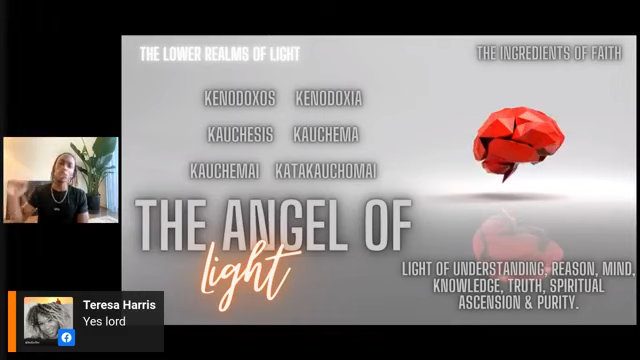 THE LOWER REALMS OF LIGHT
THE INGREDIENTS OF FAITH
KENODOXOS KENODOXIA
KAUCHESIS KAUCHEMA
KAUCHEMAI KATAKAUCHOMAI
THE ANGEL OF
Light
LIGHT OF UNDERSTANDING, REASON, MIND,
KNOWLEDGE, TRUTH, SPIRITUAL
ASCENSION & PURITY.
Teresa Harris
Yes lord